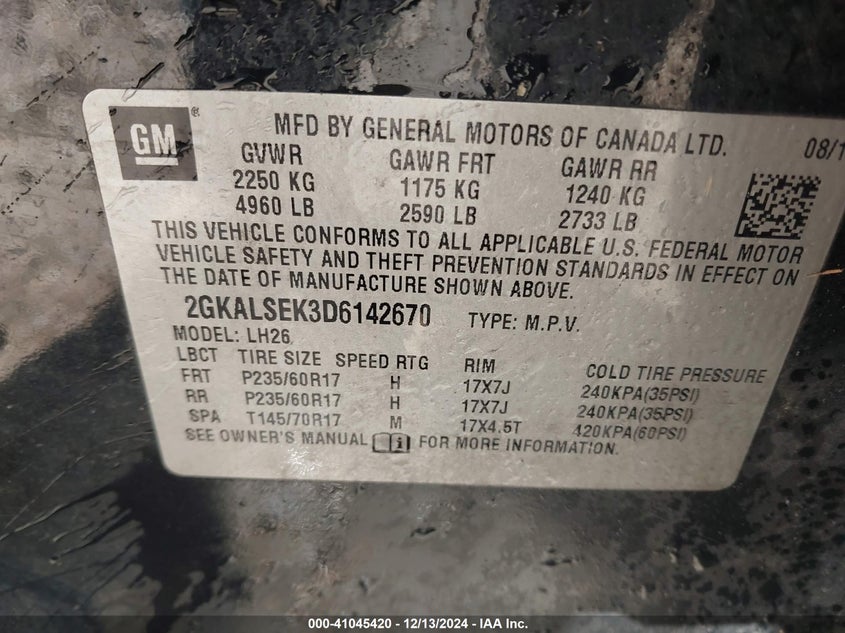 GM ®
MFD BY GENERAL MOTORS OF CANADA LTD. 08/1
GVWR GAWR FRT GAWR RR
2250 KG 1175 KG 1240 KG
4960 LB 2590 LB 2733 LB
THIS VEHICLE CONFORMS TO ALL APPLICABLE U.S. FEDERAL MOTOR
VEHICLE SAFETY AND THEFT PREVENTION STANDARDS IN EFFECT ON
THE DATE OF MANUFACTURE SHOWN ABOVE.
2GKALSEK3D6142670 TYPE: M.P.V.
MODEL: LH26
LBCT TIRE SIZE SPEED RTG RIM COLD TIRE PRESSURE
FRT P235/60R17 H 17X7J 240KPA(35PSI)
RR P235/60R17 H 17X7J 240KPA(35PSI)
SPA T145/70R17 M 17X4.5T 420KPA(60PSI)
SEE OWNER'S MANUAL i FOR MORE INFORMATION.
000-41045420 - 12/13/2024 - IAA Inc.